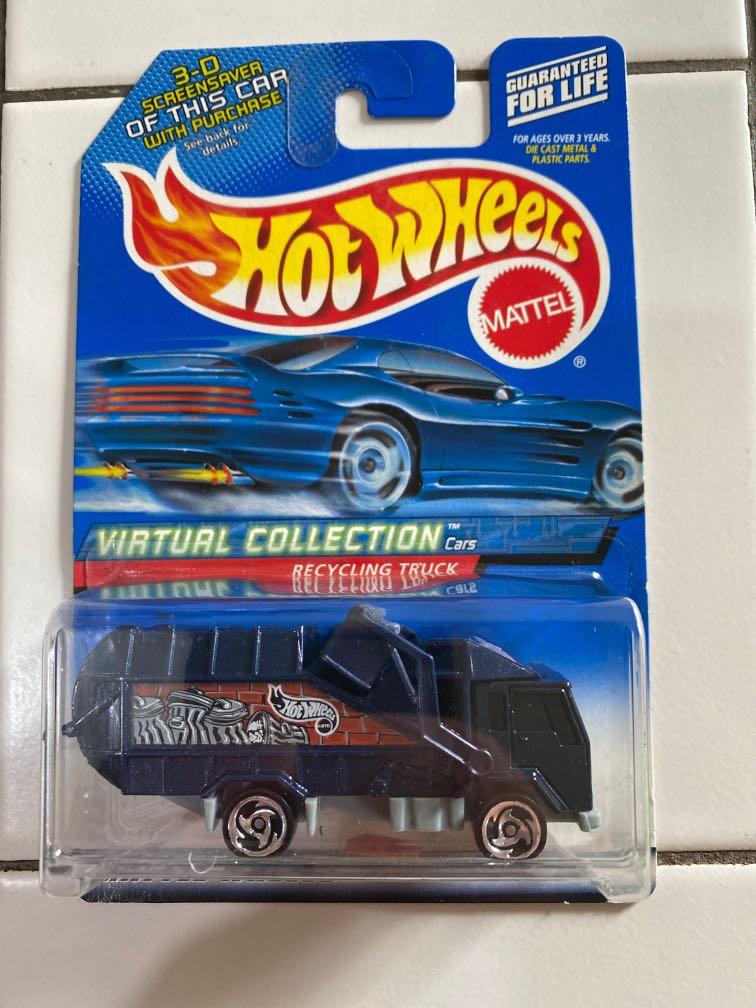 3-D
SCREENSAVER
OF THIS CAR
WITH PURCHASE
See back for
details.
GUARANTEED
FOR LIFE
FOR AGES OVER 3 YEARS.
DIE CAST METAL &
PLASTIC PARTS.
HOT WHEELS
MATTEL
®
VIRTUAL COLLECTION™
Cars
RECYCLING TRUCK
HOT WHEELS
MATTEL